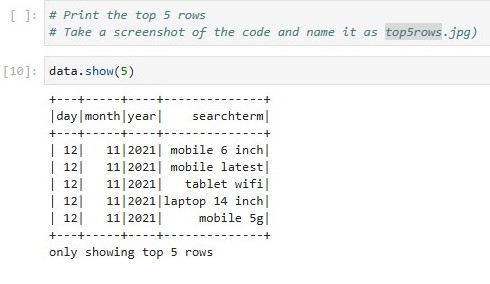 [ ]: # Print the top 5 rows
# Take a screenshot of the code and name it as top5rows.jpg)
[10]: data.show(5)
+---+-----+----+--------------+
|day|month|year|    searchterm|
+---+-----+----+--------------+
| 12|   11|2021| mobile 6 inch|
| 12|   11|2021| mobile latest|
| 12|   11|2021|   tablet wifi|
| 12|   11|2021|laptop 14 inch|
| 12|   11|2021|     mobile 5g|
+---+-----+----+--------------+
only showing top 5 rows